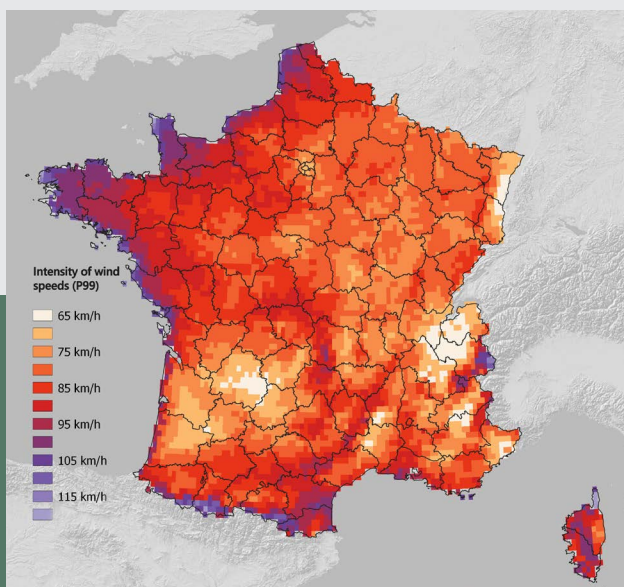 Intensity of wind
speeds (P99)
65 km/h
75 km/h
85 km/h
95 km/h
105 km/h
115 km/h